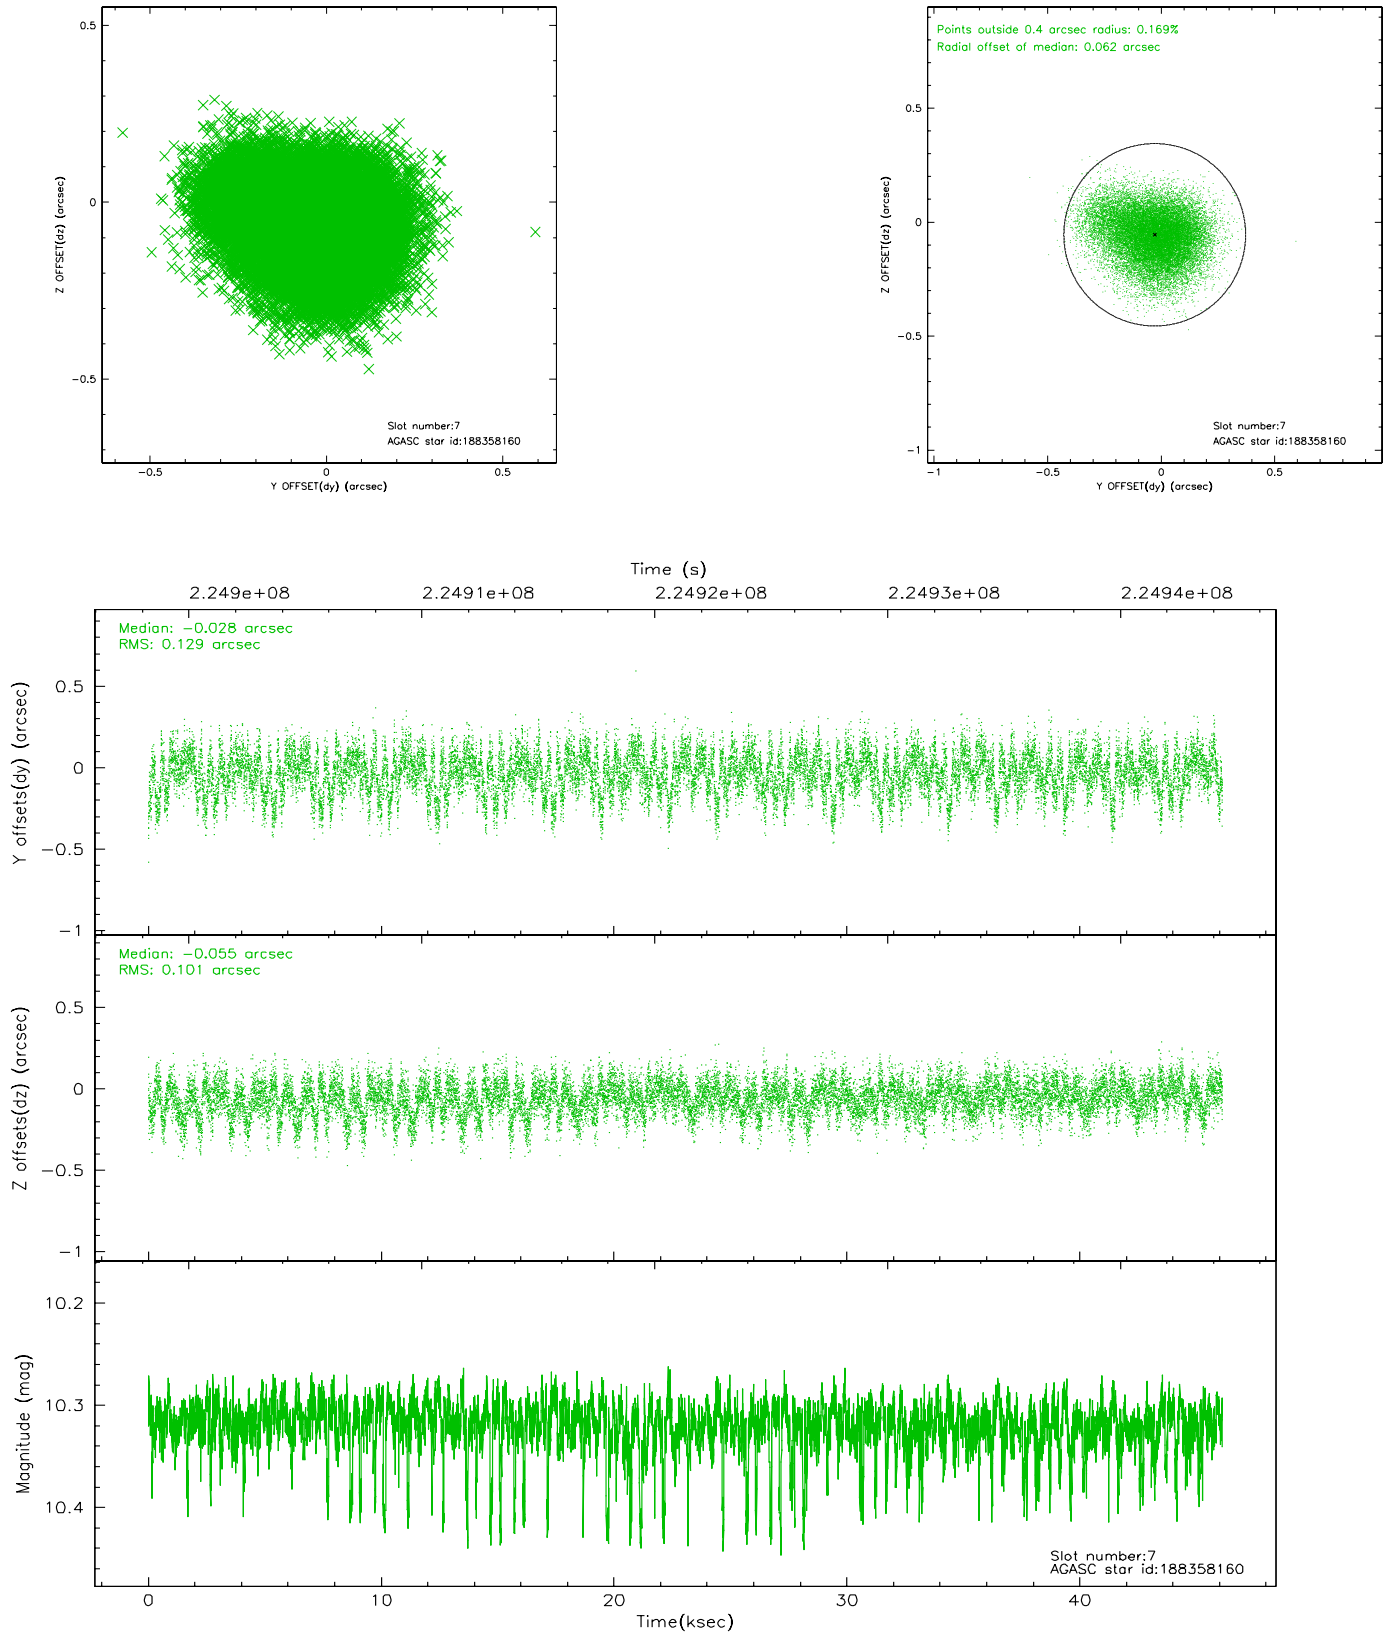 0.5
0
−0.5
Z OFFSET(dz) (arcsec)
Slot number:7
AGASC star id:188358160
−0.5 0 0.5
Y OFFSET(dy) (arcsec)
Points outside 0.4 arcsec radius: 0.169%
Radial offset of median: 0.062 arcsec
0.5
0
−0.5
−1
Z OFFSET(dz) (arcsec)
Slot number:7
AGASC star id:188358160
−1 −0.5 0 0.5
Y OFFSET(dy) (arcsec)
Time (s)
2.249e+08 2.2491e+08 2.2492e+08 2.2493e+08 2.2494e+08
Median: −0.028 arcsec
RMS: 0.129 arcsec
0.5
0
−0.5
−1
Y offsets(dy) (arcsec)
Median: −0.055 arcsec
RMS: 0.101 arcsec
0.5
0
−0.5
−1
Z offsets(dz) (arcsec)
10.2
10.3
10.4
Magnitude (mag)
Slot number:7
AGASC star id:188358160
0 10 20 30 40
Time(ksec)